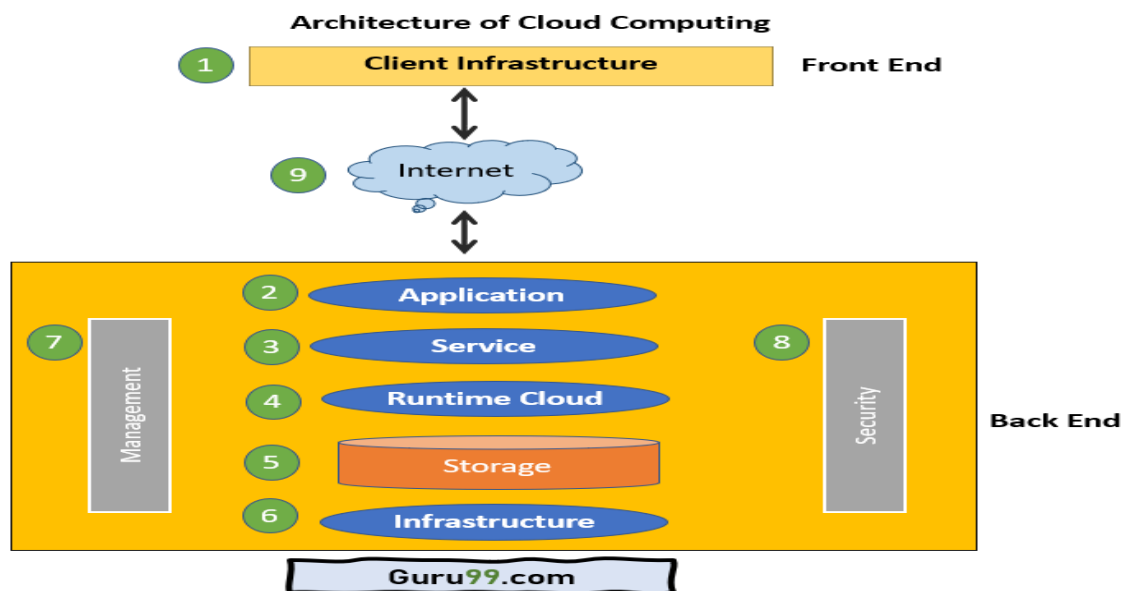 Architecture of Cloud Computing
1
Client Infrastructure
Front End
9
Internet
2
Application
7
Management
3
Service
8
Security
4
Runtime Cloud
Back End
5
Storage
6
Infrastructure
Guru99.com